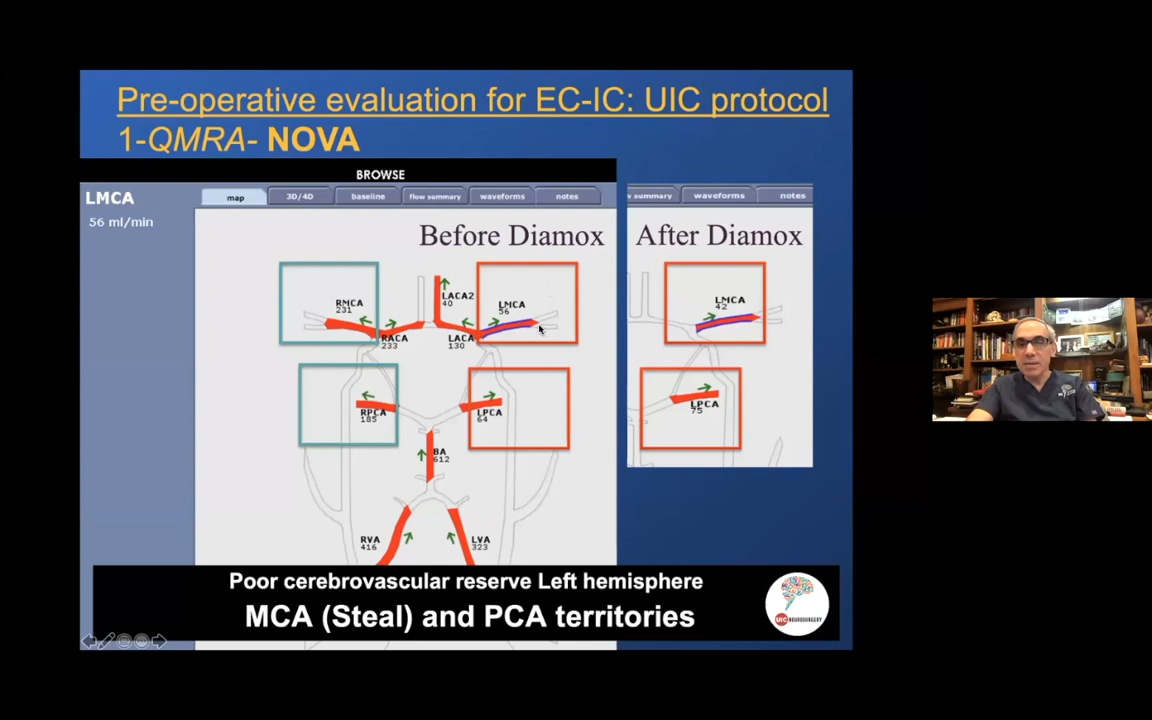 Pre-operative evaluation for EC-IC: UIC protocol
1-QMRA- NOVA
BROWSE
LMCA
56 ml/min
map 3D/4D baseline flow summary waveforms notes
summary waveforms notes
Before Diamox
After Diamox
RMCA
231
LACA2
40
LMCA
56
RACA
233
LACA
130
RPCA
185
LPCA
64
BA
612
RVA
416
LVA
323
LMCA
42
LPCA
75
Poor cerebrovascular reserve Left hemisphere
MCA (Steal) and PCA territories
UIC NEUROSURGERY